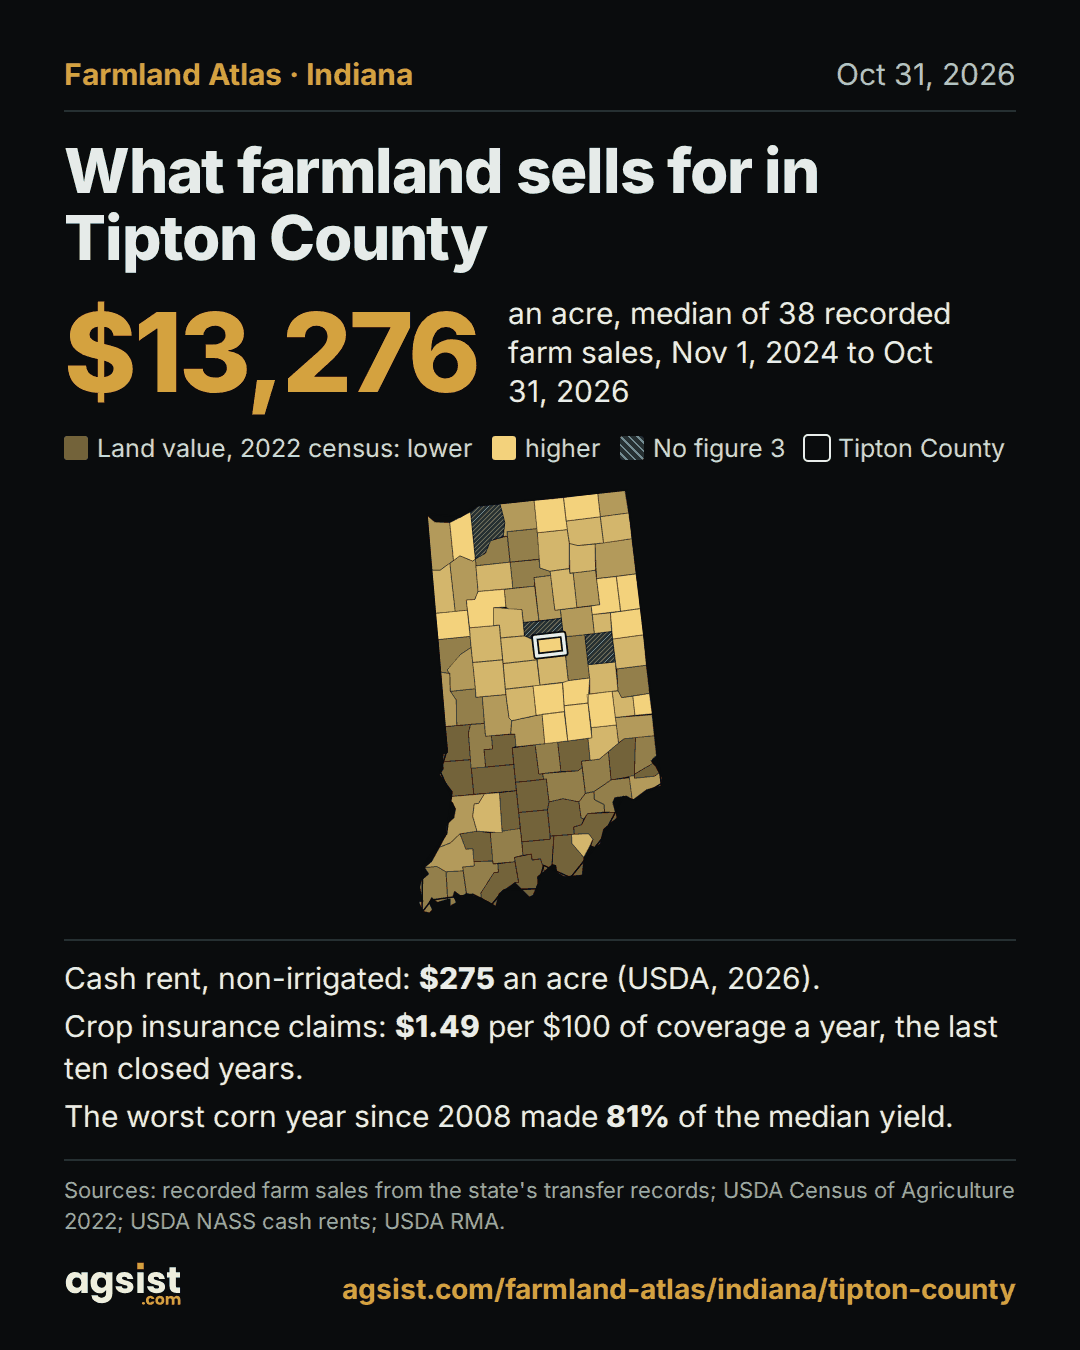 Farmland Atlas · Indiana
Oct 31, 2026
What farmland sells for in
Tipton County
$13,276
an acre, median of 38 recorded
farm sales, Nov 1, 2024 to Oct
31, 2026
Land value, 2022 census: lower
higher
No figure 3
Tipton County
Cash rent, non-irrigated: $275 an acre (USDA, 2026).
Crop insurance claims: $1.49 per $100 of coverage a year, the last
ten closed years.
The worst corn year since 2008 made 81% of the median yield.
Sources: recorded farm sales from the state's transfer records; USDA Census of Agriculture
2022; USDA NASS cash rents; USDA RMA.
agsist
.com
agsist.com/farmland-atlas/indiana/tipton-county